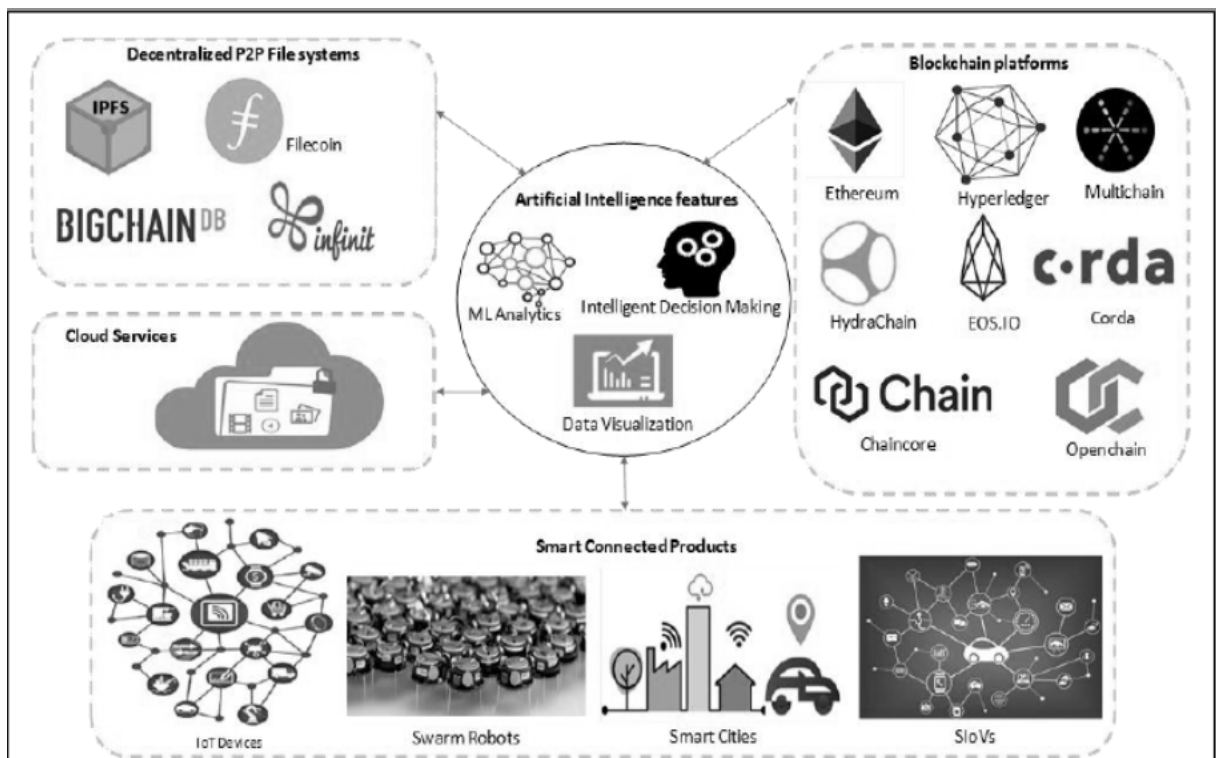 Decentralized P2P File systems
IPFS
Filecoin
BIGCHAIN DB
infinit
Cloud Services
Artificial Intelligence features
ML Analytics
Intelligent Decision Making
Data Visualization
Blockchain platforms
Ethereum
Hyperledger
Multichain
HydraChain
EOS.IO
c·rda
Corda
Chain
Chaincore
Openchain
Smart Connected Products
IoT Devices
Swarm Robots
Smart Cities
SIoVs